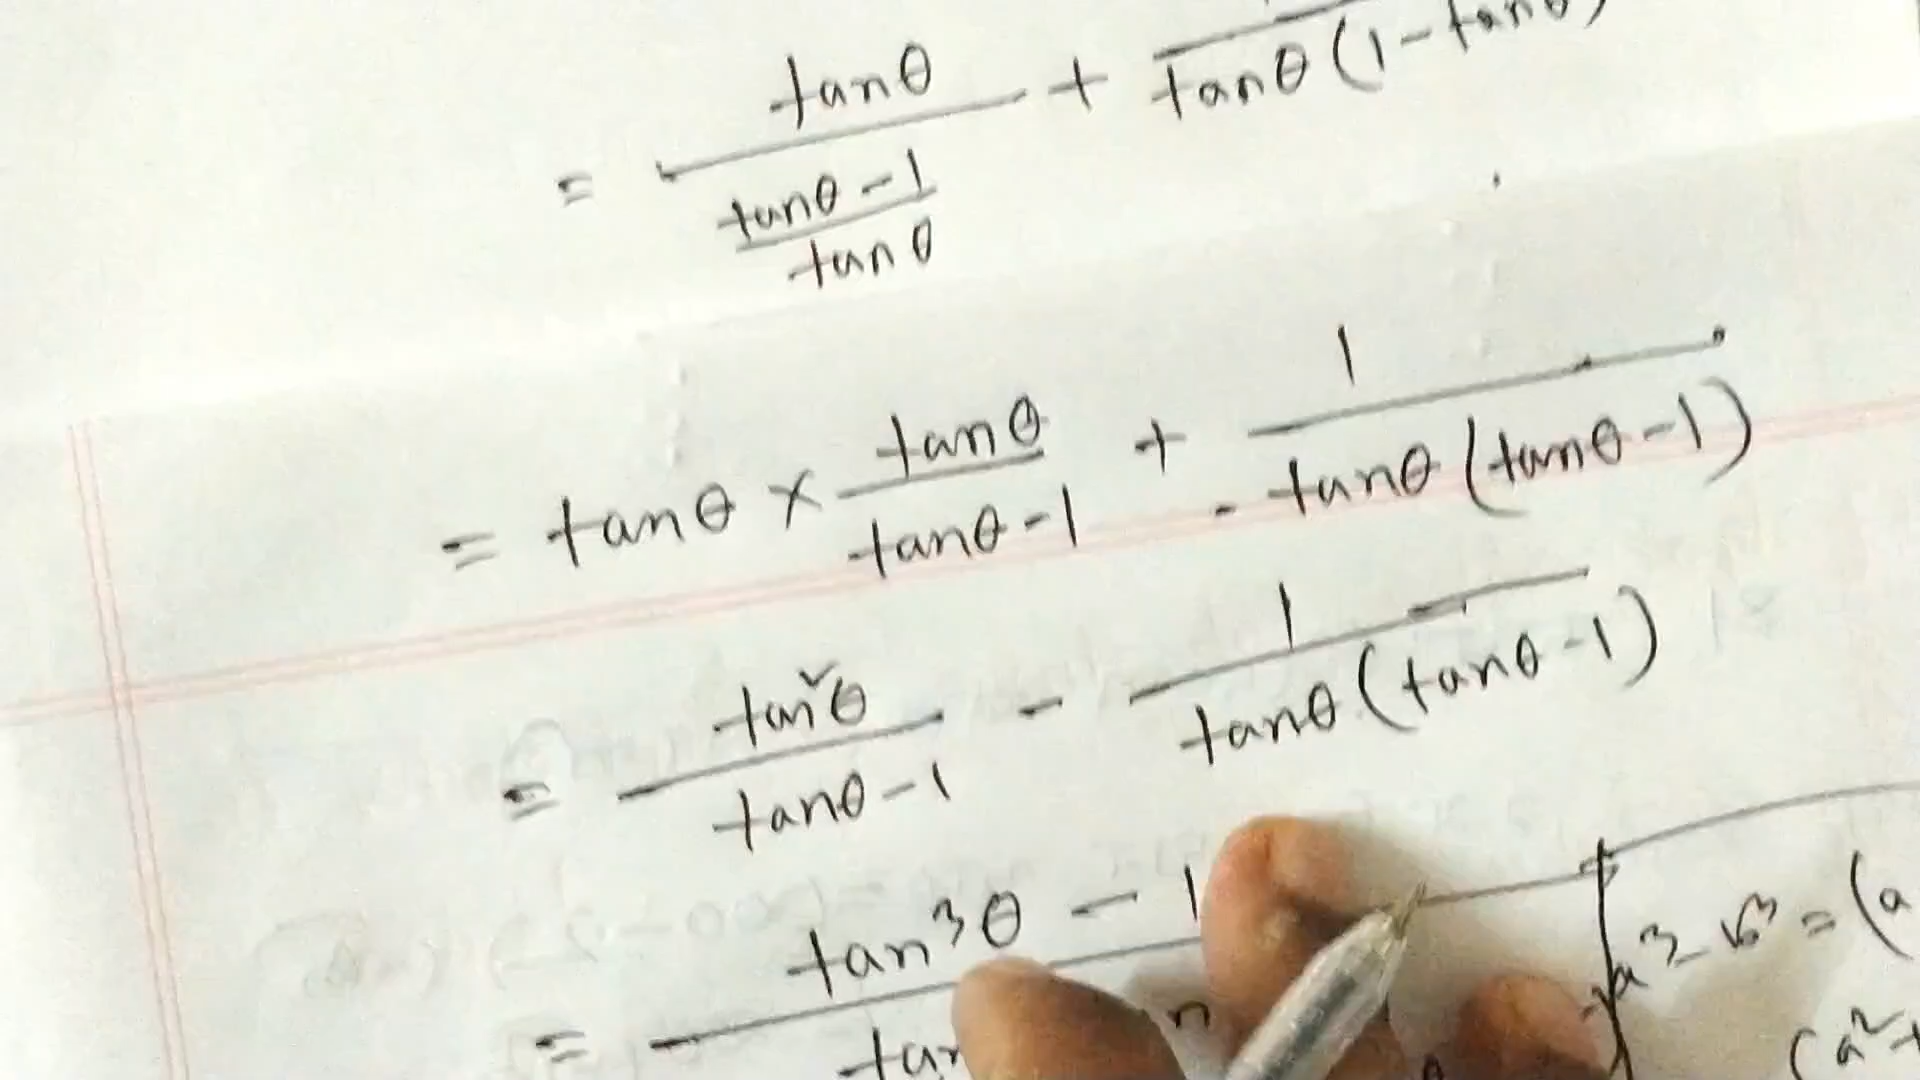 = tanθ / ((tanθ - 1) / tanθ) + / tanθ (1 - tanθ)
= tanθ × tanθ / (tanθ - 1) + 1 / - tanθ (tanθ - 1)
= tan²θ / (tanθ - 1) - 1 / tanθ (tanθ - 1)
= tan³θ - 1 /
a³ - b³ = (a
(a² +